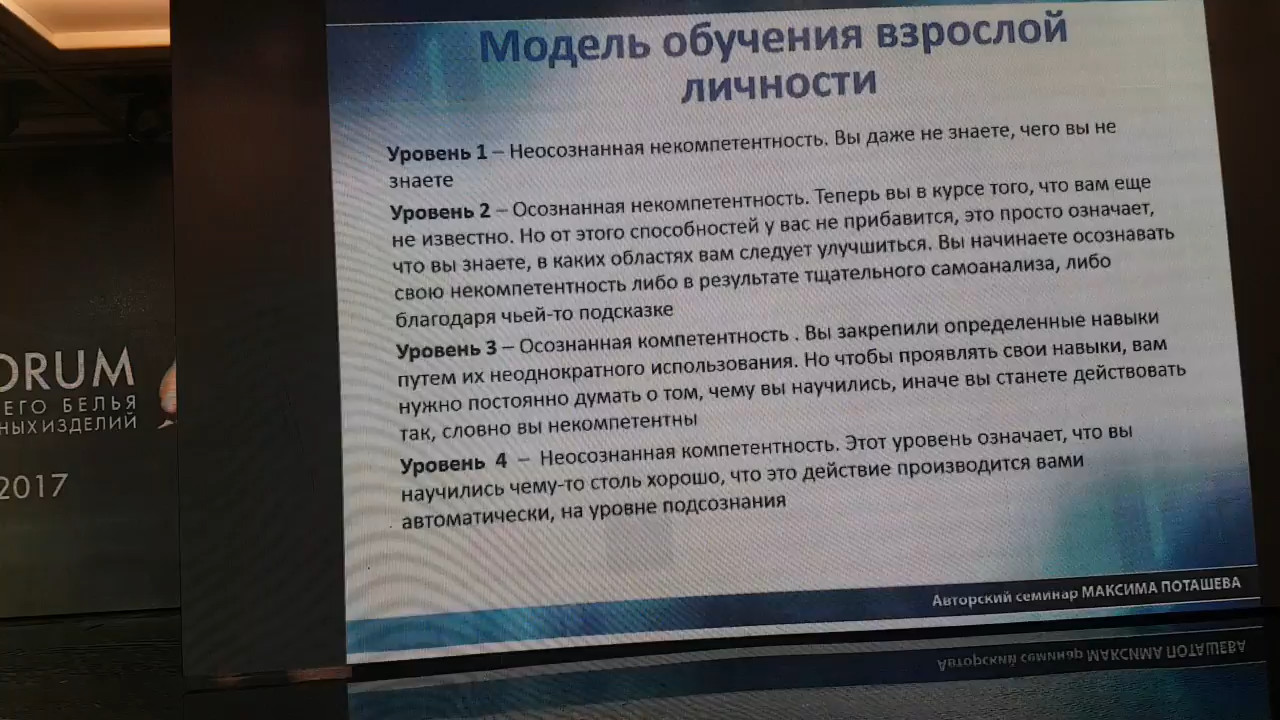 Модель обучения взрослой
личности
Уровень 1 – Неосознанная некомпетентность. Вы даже не знаете, чего вы не
знаете
Уровень 2 – Осознанная некомпетентность. Теперь вы в курсе того, что вам еще
не известно. Но от этого способностей у вас не прибавится, это просто означает,
что вы знаете, в каких областях вам следует улучшиться. Вы начинаете осознавать
свою некомпетентность либо в результате тщательного самоанализа, либо
благодаря чьей-то подсказке
Уровень 3 – Осознанная компетентность . Вы закрепили определенные навыки
путем их неоднократного использования. Но чтобы проявлять свои навыки, вам
нужно постоянно думать о том, чему вы научились, иначе вы станете действовать
так, словно вы некомпетентны
Уровень 4 – Неосознанная компетентность. Этот уровень означает, что вы
научились чему-то столь хорошо, что это действие производится вами
автоматически, на уровне подсознания
Авторский семинар МАКСИМА ПОТАШЕВА
ORUM
ЕГО БЕЛЬЯ
НЫХ ИЗДЕЛИЙ
2017